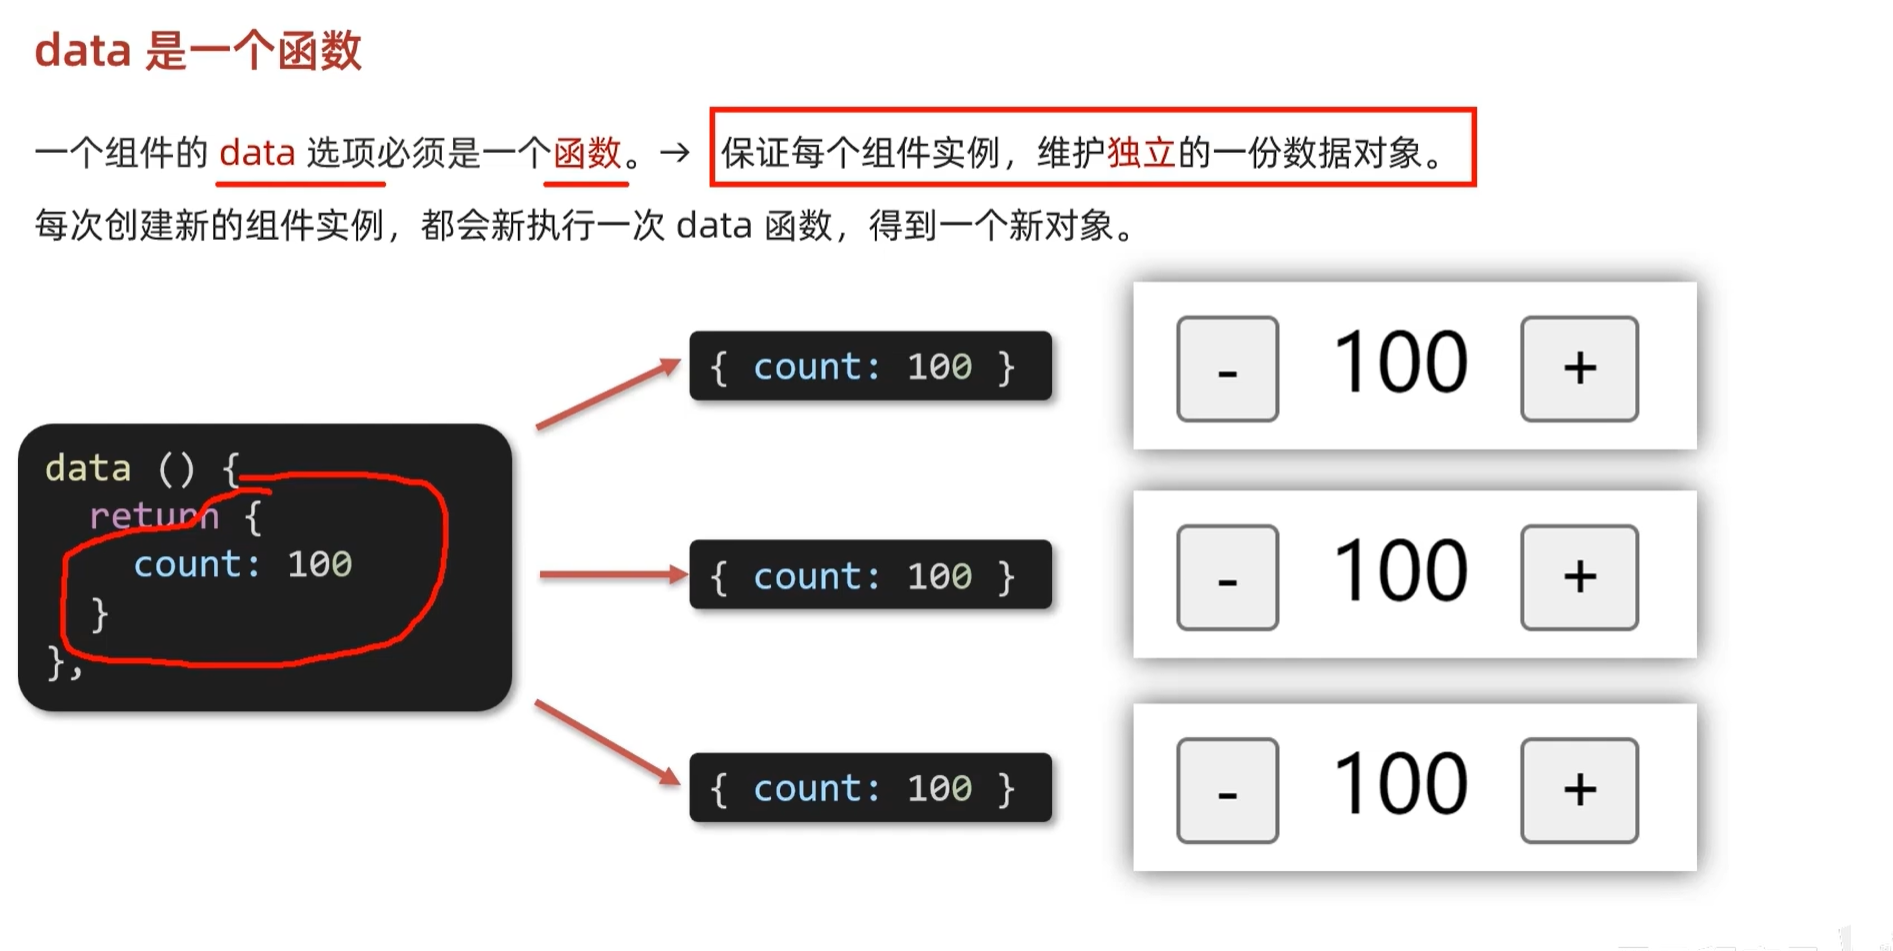 data 是一个函数
一个组件的 data 选项必须是一个函数。→ 保证每个组件实例，维护独立的一份数据对象。
每次创建新的组件实例，都会新执行一次 data 函数，得到一个新对象。
data () {
return {
count: 100
}
},
{ count: 100 }
- 100 +
{ count: 100 }
- 100 +
{ count: 100 }
- 100 +